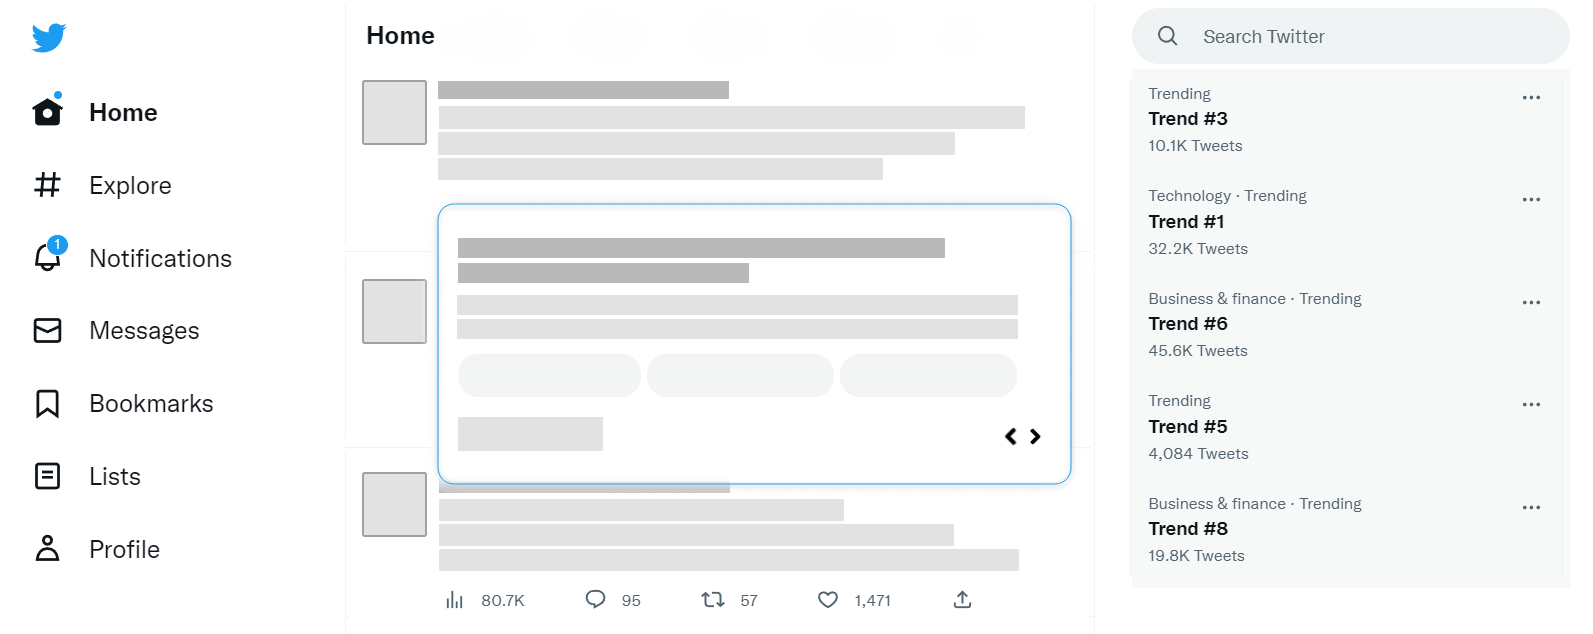 Home
Explore
1
Notifications
Messages
Bookmarks
Lists
Profile
Home
80.7K 95 57 1,471
Search Twitter
Trending
Trend #3
10.1K Tweets
Technology · Trending
Trend #1
32.2K Tweets
Business & finance · Trending
Trend #6
45.6K Tweets
Trending
Trend #5
4,084 Tweets
Business & finance · Trending
Trend #8
19.8K Tweets